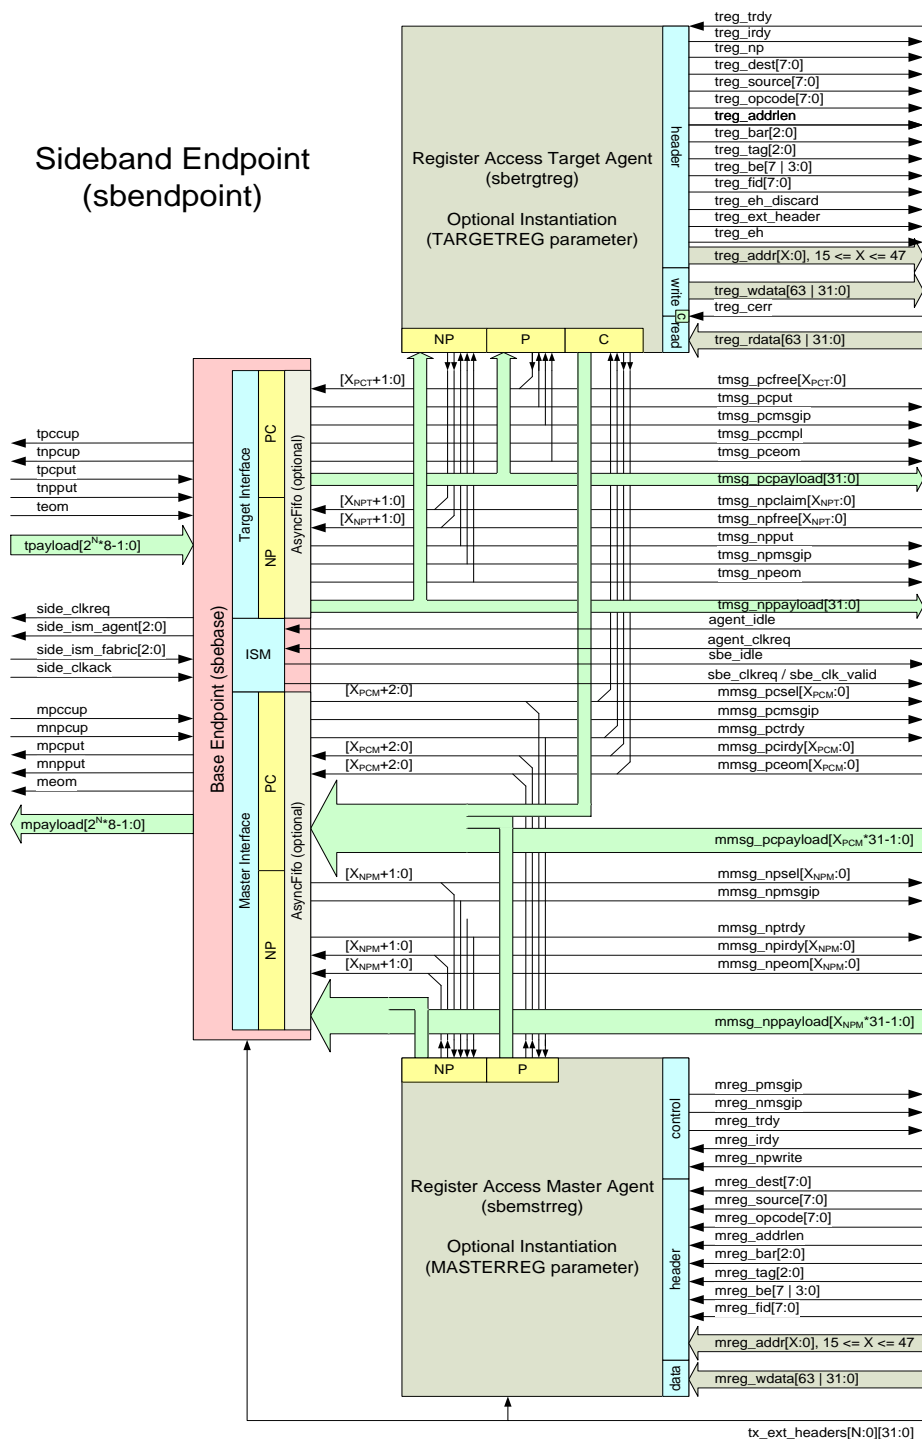 treg_trdy
treg_irdy
treg_np
treg_dest[7:0]
treg_source[7:0]
treg_opcode[7:0]
treg_addrlen
treg_bar[2:0]
treg_tag[2:0]
treg_be[7 | 3:0]
treg_fid[7:0]
treg_eh_discard
treg_ext_header
treg_eh
treg_addr[X:0], 15 <= X <= 47
treg_wdata[63 | 31:0]
treg_cerr
treg_rdata[63 | 31:0]
header
write
C
read
Sideband Endpoint
(sbendpoint)
Register Access Target Agent
(sbetrgtreg)
Optional Instantiation
(TARGETREG parameter)
NP
P
C
[XPCT+1:0]
tmsg_pcfree[XPCT:0]
tmsg_pcput
tmsg_pcmsgip
tmsg_pccmpl
tmsg_pceom
tmsg_pcpayload[31:0]
[XNPT+1:0]
tmsg_npclaim[XNPT:0]
[XNPT+1:0]
tmsg_npfree[XNPT:0]
tmsg_npput
tmsg_npmsgip
tmsg_npeom
tmsg_nppayload[31:0]
agent_idle
agent_clkreq
sbe_idle
sbe_clkreq / sbe_clk_valid
[XPCM+2:0]
mmsg_pcsel[XPCM:0]
mmsg_pcmsgip
mmsg_pctrdy
[XPCM+2:0]
mmsg_pcirdy[XPCM:0]
[XPCM+2:0]
mmsg_pceom[XPCM:0]
mmsg_pcpayload[XPCM*31-1:0]
[XNPM+1:0]
mmsg_npsel[XNPM:0]
mmsg_npmsgip
mmsg_nptrdy
[XNPM+1:0]
mmsg_npirdy[XNPM:0]
[XNPM+1:0]
mmsg_npeom[XNPM:0]
mmsg_nppayload[XNPM*31-1:0]
tpccup
tnpcup
tpcput
tnpput
teom
tpayload[2^N*8-1:0]
side_clkreq
side_ism_agent[2:0]
side_ism_fabric[2:0]
side_clkack
mpccup
mnpcup
mpcput
mnpput
meom
mpayload[2^N*8-1:0]
Base Endpoint (sbebase)
Target Interface
PC
NP
AsyncFifo (optional)
ISM
Master Interface
PC
NP
AsyncFifo (optional)
NP
P
Register Access Master Agent
(sbemstrreg)
Optional Instantiation
(MASTERREG parameter)
control
header
data
mreg_pmsgip
mreg_nmsgip
mreg_trdy
mreg_irdy
mreg_npwrite
mreg_dest[7:0]
mreg_source[7:0]
mreg_opcode[7:0]
mreg_addrlen
mreg_bar[2:0]
mreg_tag[2:0]
mreg_be[7 | 3:0]
mreg_fid[7:0]
mreg_addr[X:0], 15 <= X <= 47
mreg_wdata[63 | 31:0]
tx_ext_headers[N:0][31:0]